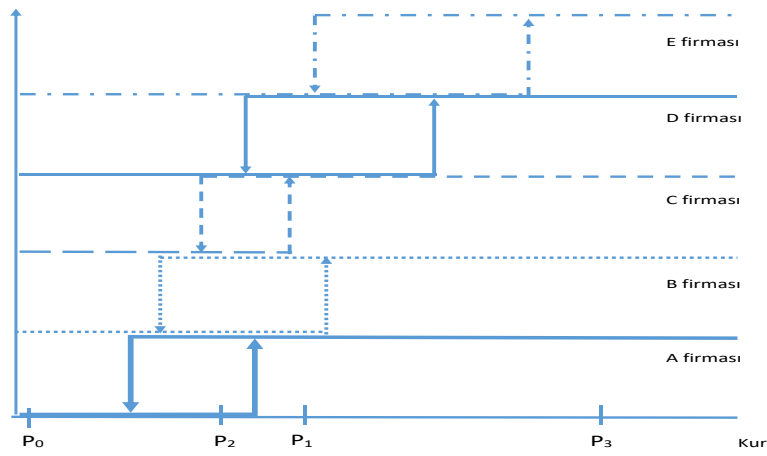 E firması
D firması
C firması
B firması
A firması
P₀ P₂ P₁ P₃ Kur